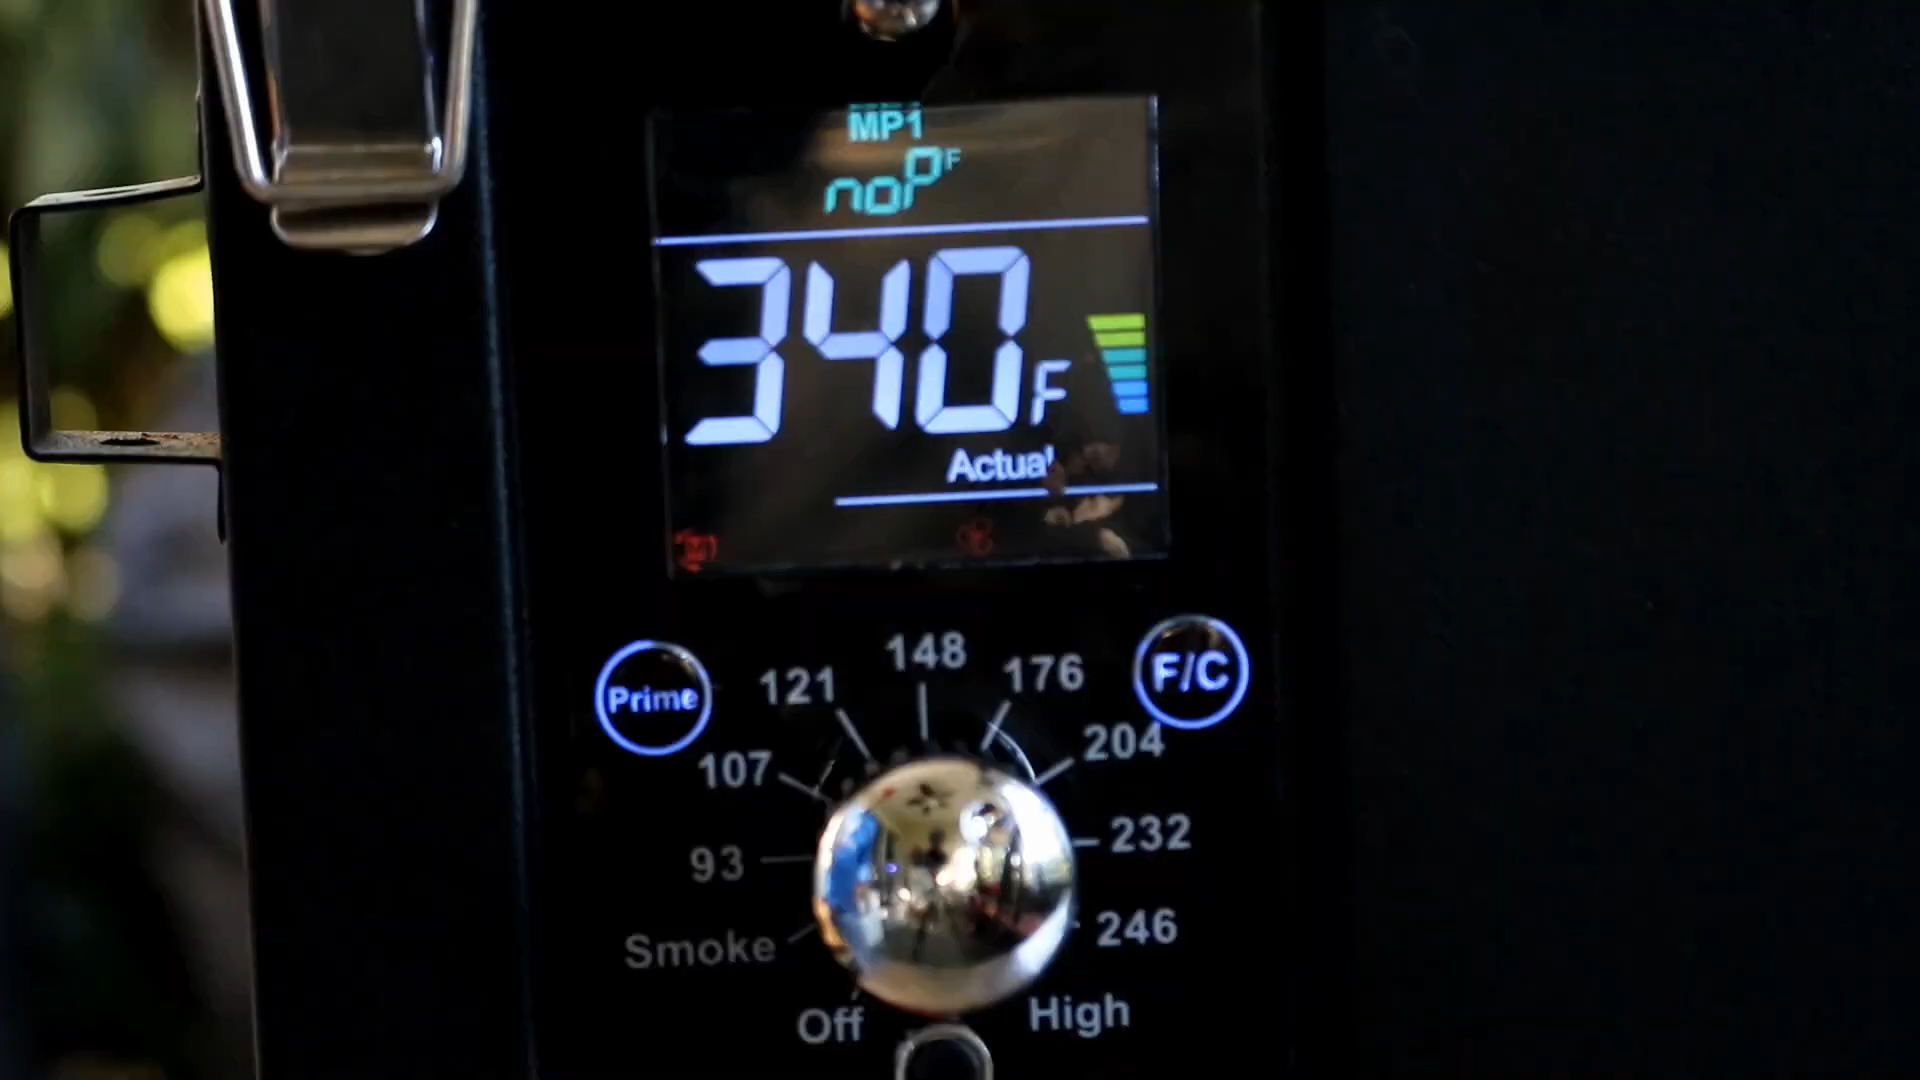 MP1
noP F
340 F
Actual
Prime
F/C
148
121
176
107
204
93
232
Smoke
246
Off
High